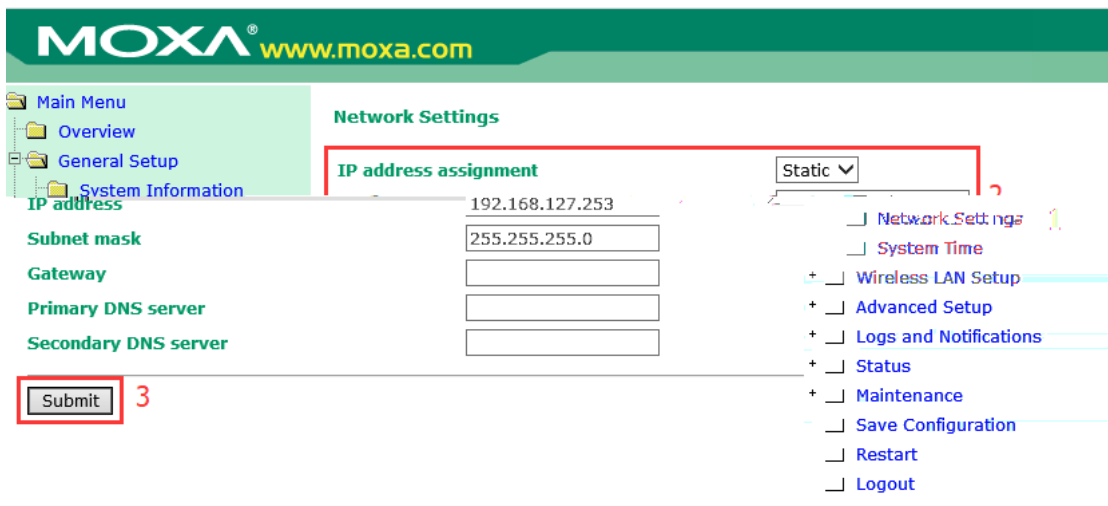 MOXA® www.moxa.com
Main Menu
Overview
General Setup
System Information
Network Settings
IP address assignment
Static
2
IP address
192.168.127.253
Subnet mask
255.255.255.0
Gateway
Primary DNS server
Secondary DNS server
Submit
3
Network Settings
1
System Time
Wireless LAN Setup
Advanced Setup
Logs and Notifications
Status
Maintenance
Save Configuration
Restart
Logout